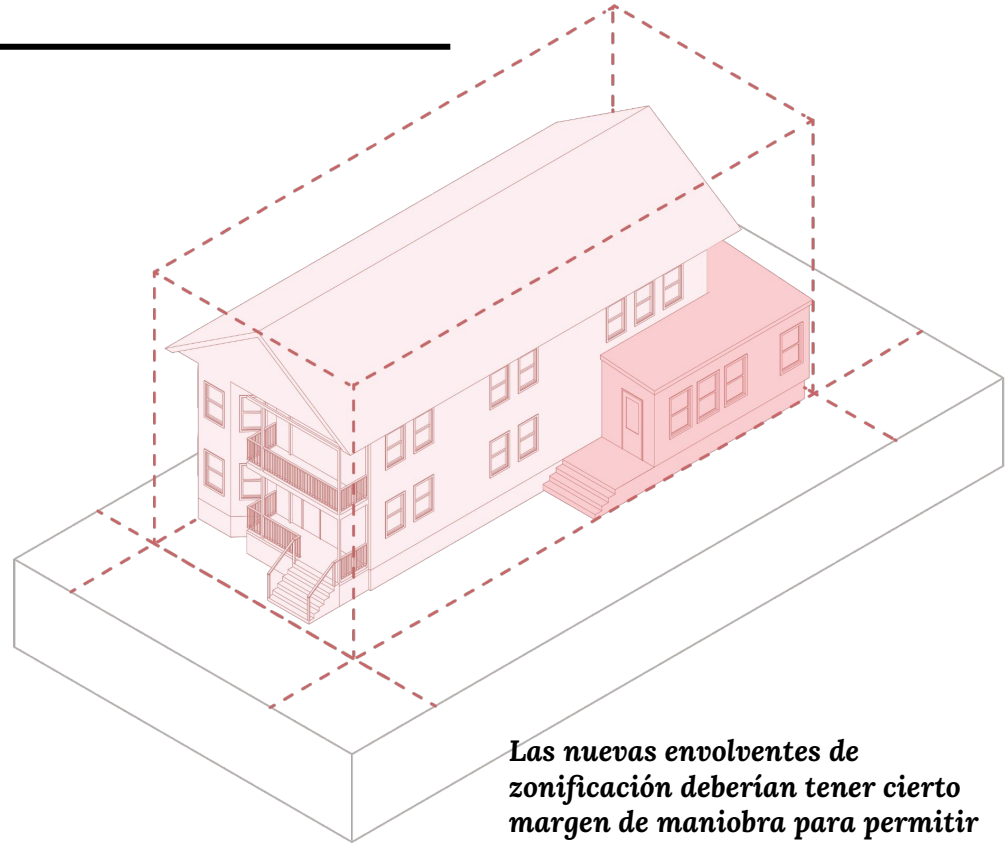 Las nuevas envolventes de
zonificación deberían tener cierto
margen de maniobra para permitir